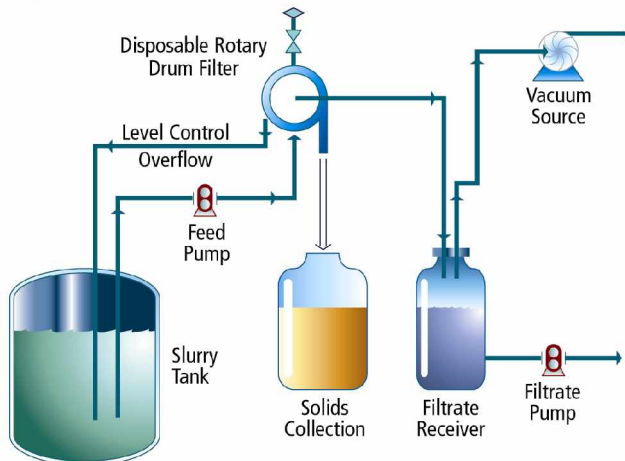 Disposable Rotary
Drum Filter
Vacuum
Source
Level Control
Overflow
Feed
Pump
Slurry
Tank
Solids
Collection
Filtrate
Receiver
Filtrate
Pump